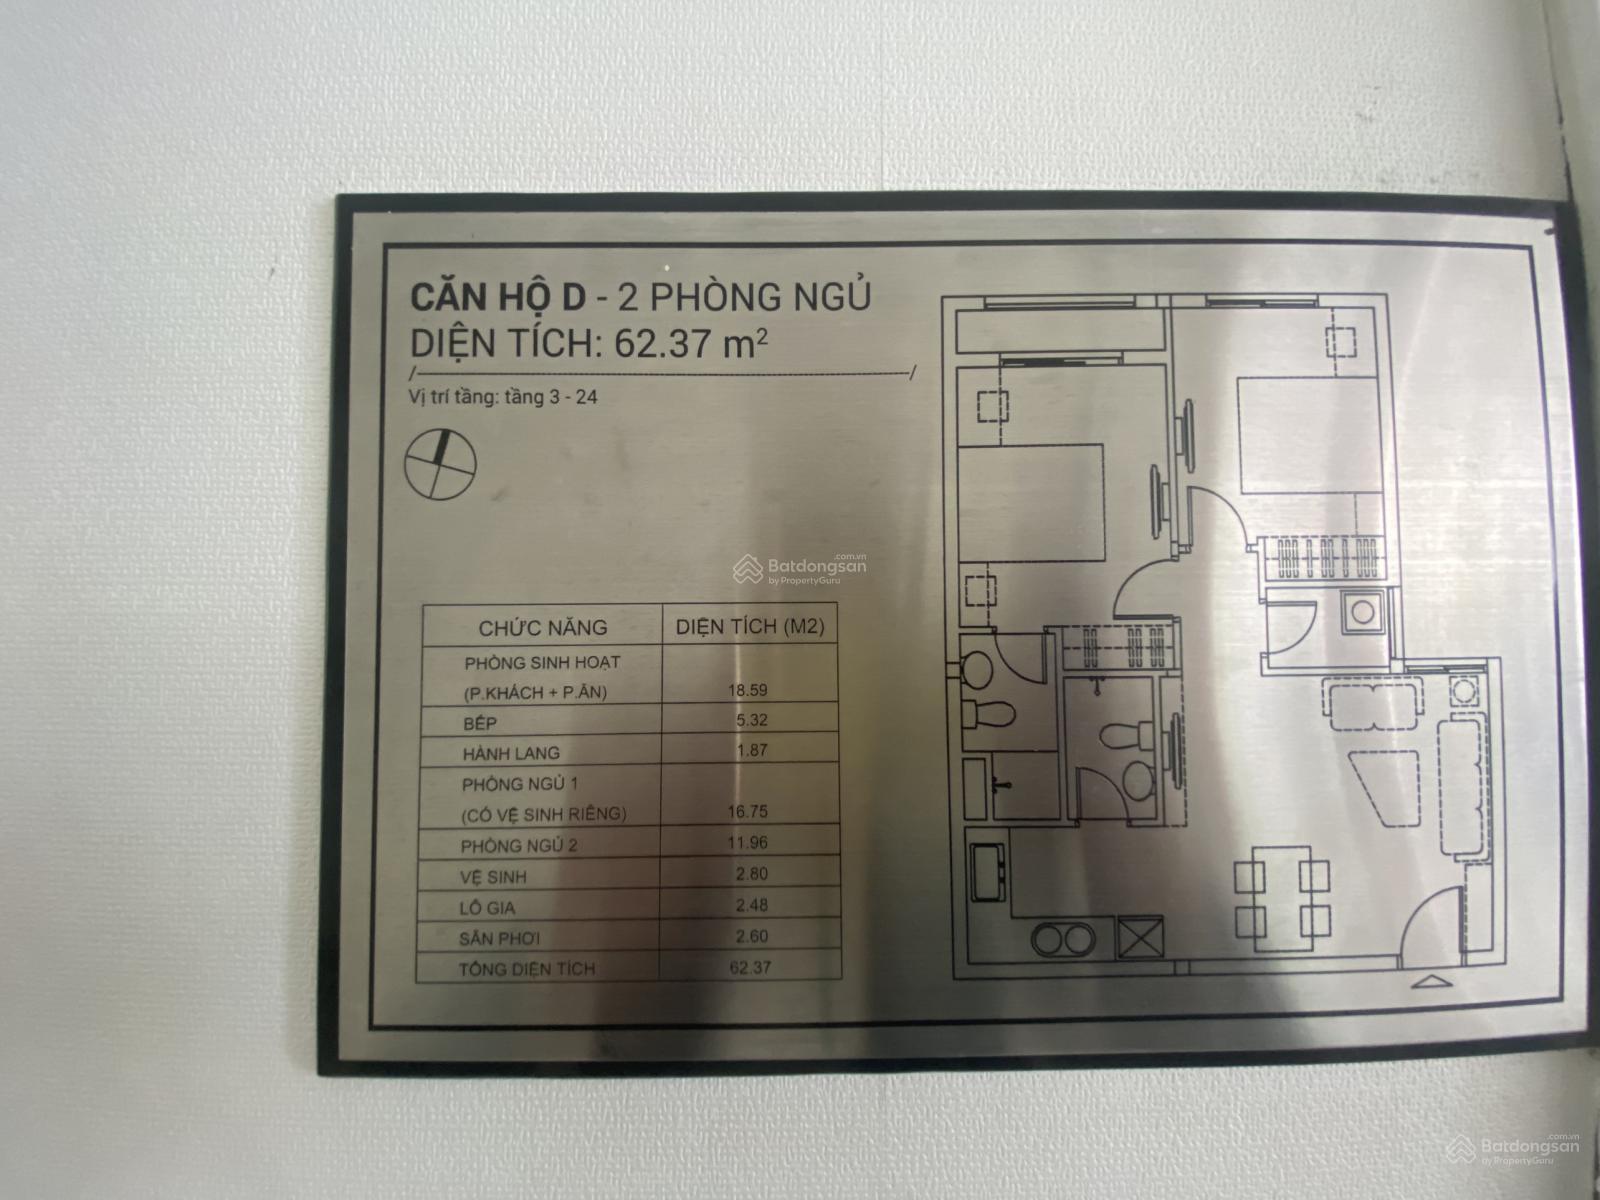 CĂN HỘ D - 2 PHÒNG NGỦ
DIỆN TÍCH: 62.37 m²
Vị trí tầng: tầng 3 - 24
CHỨC NĂNG DIỆN TÍCH (M2)
PHÒNG SINH HOẠT
(P.KHÁCH + P.ĂN) 18.59
BẾP 5.32
HÀNH LANG 1.87
PHÒNG NGỦ 1
(CÓ VỆ SINH RIÊNG) 16.75
PHÒNG NGỦ 2 11.96
VỆ SINH 2.80
LÔ GIA 2.48
SÂN PHƠI 2.60
TỔNG DIỆN TÍCH 62.37
Batdongsan.com.vn
by PropertyGuru
Batdongsan.com.vn
by PropertyGuru